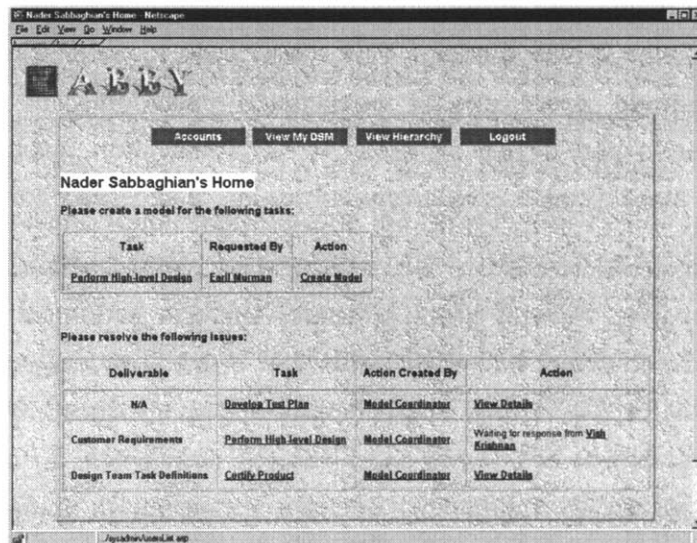 Nader Sabbaghian's Home - Netscape
File Edit View Go Window Help
ABBY
Accounts View My DSM View Hierarchy Logout
Nader Sabbaghian's Home
Please create a model for the following tasks:
Task Requested By Action
Perform High-level Design Earll Murman Create Model
Please resolve the following issues:
Deliverable Task Action Created By Action
N/A Develop Test Plan Model Coordinator View Details
Customer Requirements Perform High-level Design Model Coordinator Waiting for response from Vish
Krishnan
Design Team Task Definitions Certify Product Model Coordinator View Details
../sysadmin/userList.asp